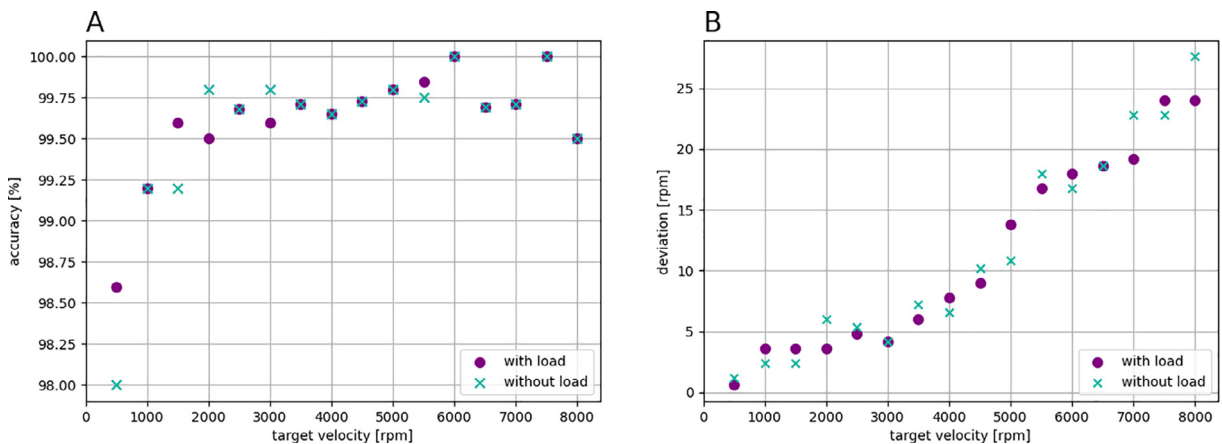 A
accuracy [%]
100.00
99.75
99.50
99.25
99.00
98.75
98.50
98.25
98.00
with load
without load
0 1000 2000 3000 4000 5000 6000 7000 8000
target velocity [rpm]
B
deviation [rpm]
25
20
15
10
5
0
with load
without load
0 1000 2000 3000 4000 5000 6000 7000 8000
target velocity [rpm]